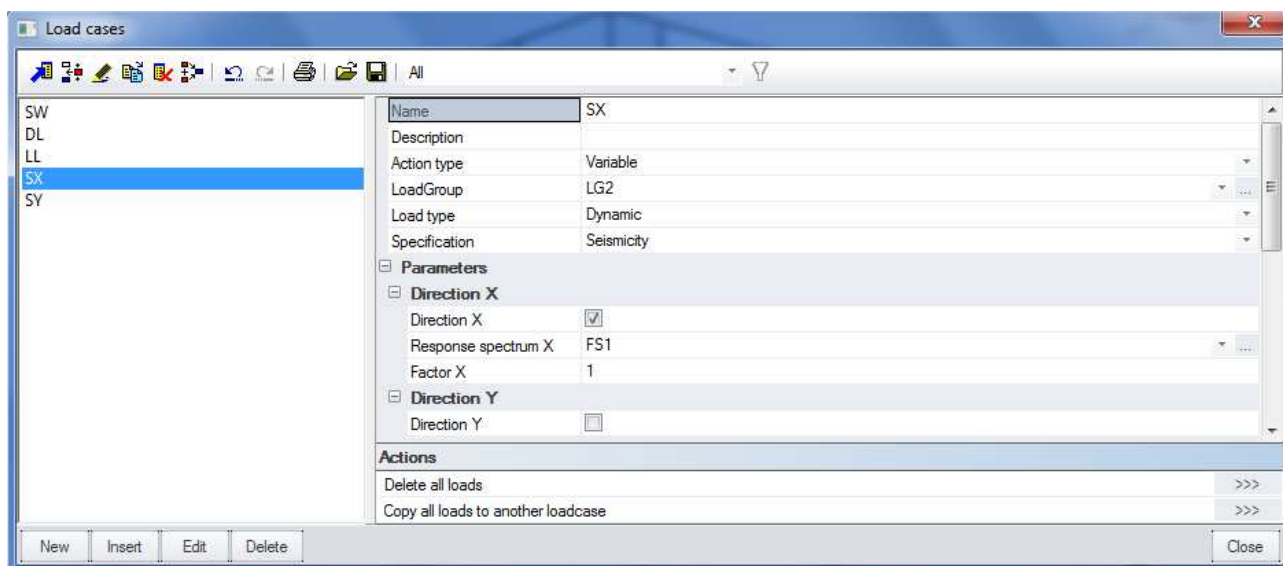 Load cases
All
SW
DL
LL
SX
SY
Name SX
Description
Action type Variable
LoadGroup LG2 ...
Load type Dynamic
Specification Seismicity
Parameters
Direction X
Direction X
Response spectrum X FS1 ...
Factor X 1
Direction Y
Direction Y
Actions
Delete all loads >>>
Copy all loads to another loadcase >>>
New Insert Edit Delete Close